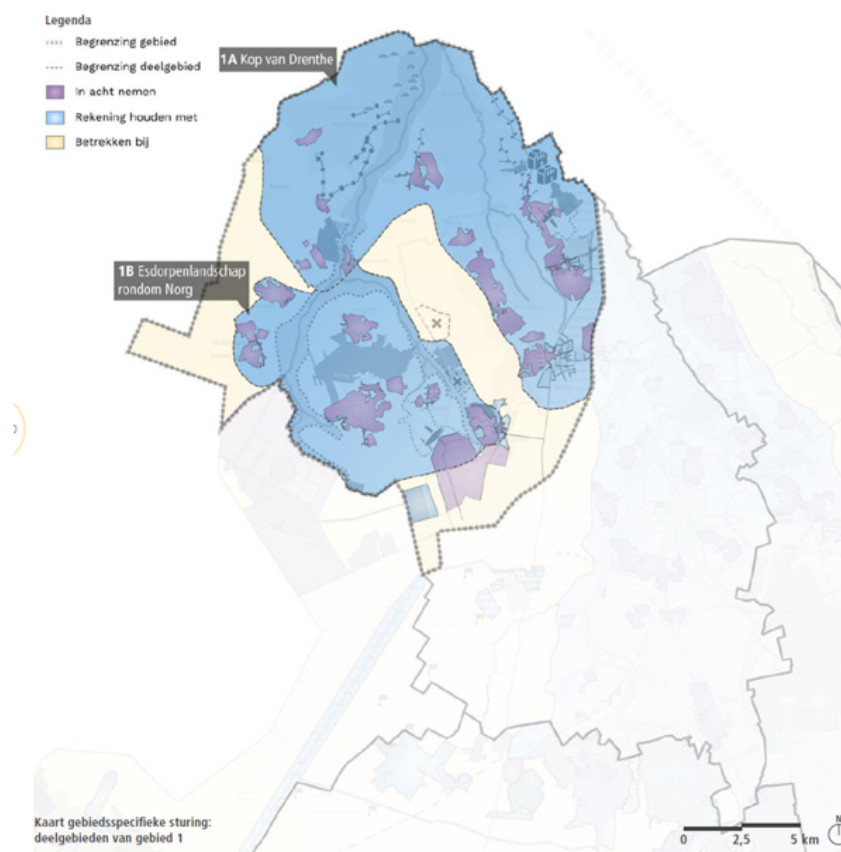 Legenda
Begrenzing gebied
Begrenzing deelgebied
In acht nemen
Rekening houden met
Betrekken bij
1A Kop van Drenthe
1B Esdorpenlandschap
rondom Norg
Kaart gebiedsspecifieke sturing:
deelgebieden van gebied 1
0 2,5 5 km
N